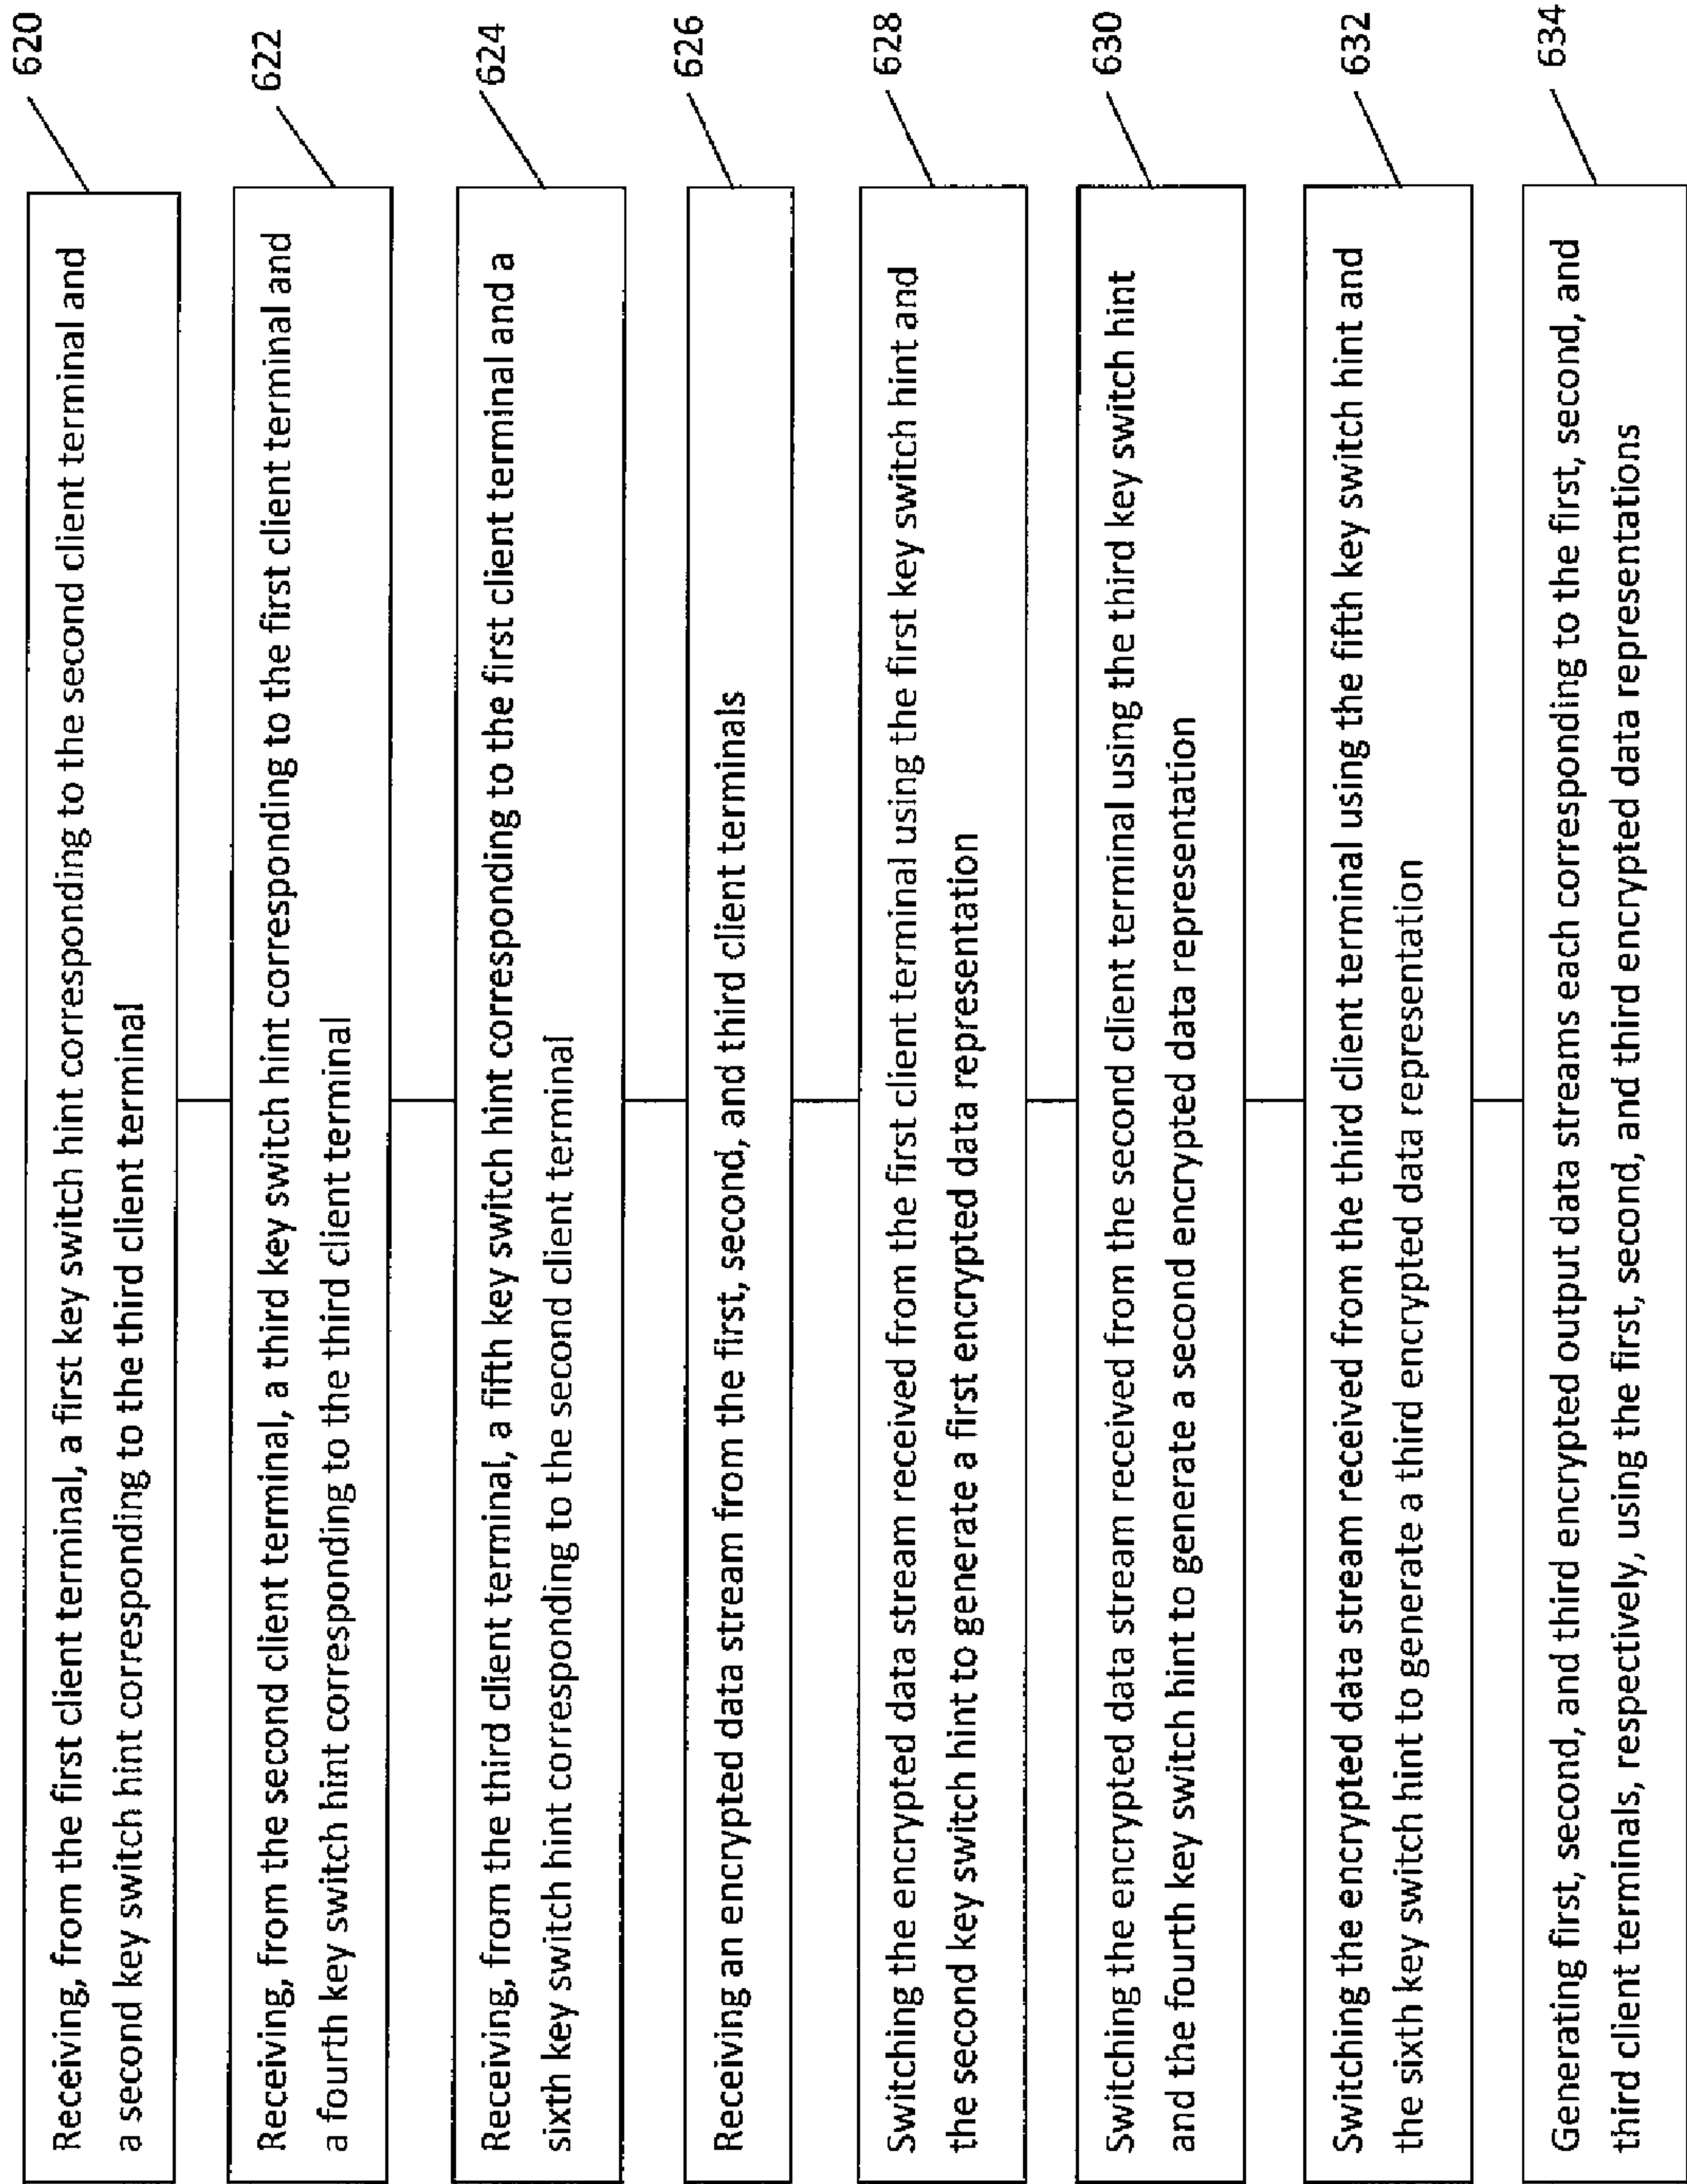 Receiving, from the first client terminal, a first key switch hint corresponding to the second client terminal and
a second key switch hint corresponding to the third client terminal
620
Receiving, from the second client terminal, a third key switch hint corresponding to the first client terminal and
a fourth key switch hint corresponding to the third client terminal
622
Receiving, from the third client terminal, a fifth key switch hint corresponding to the first client terminal and a
sixth key switch hint corresponding to the second client terminal
624
Receiving an encrypted data stream from the first, second, and third client terminals
626
Switching the encrypted data stream received from the first client terminal using the first key switch hint and
the second key switch hint to generate a first encrypted data representation
628
Switching the encrypted data stream received from the second client terminal using the third key switch hint
and the fourth key switch hint to generate a second encrypted data representation
630
Switching the encrypted data stream received from the third client terminal using the fifth key switch hint and
the sixth key switch hint to generate a third encrypted data representation
632
Generating first, second, and third encrypted output data streams each corresponding to the first, second, and
third client terminals, respectively, using the first, second, and third encrypted data representations
634